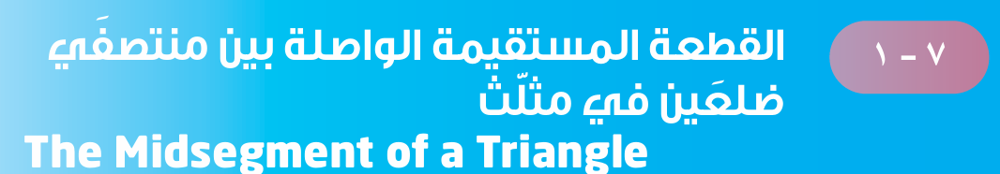 ٧ - ١
القطعة المستقيمة الواصلة بين منتصفَي
ضلعَين في مثلّث
The Midsegment of a Triangle